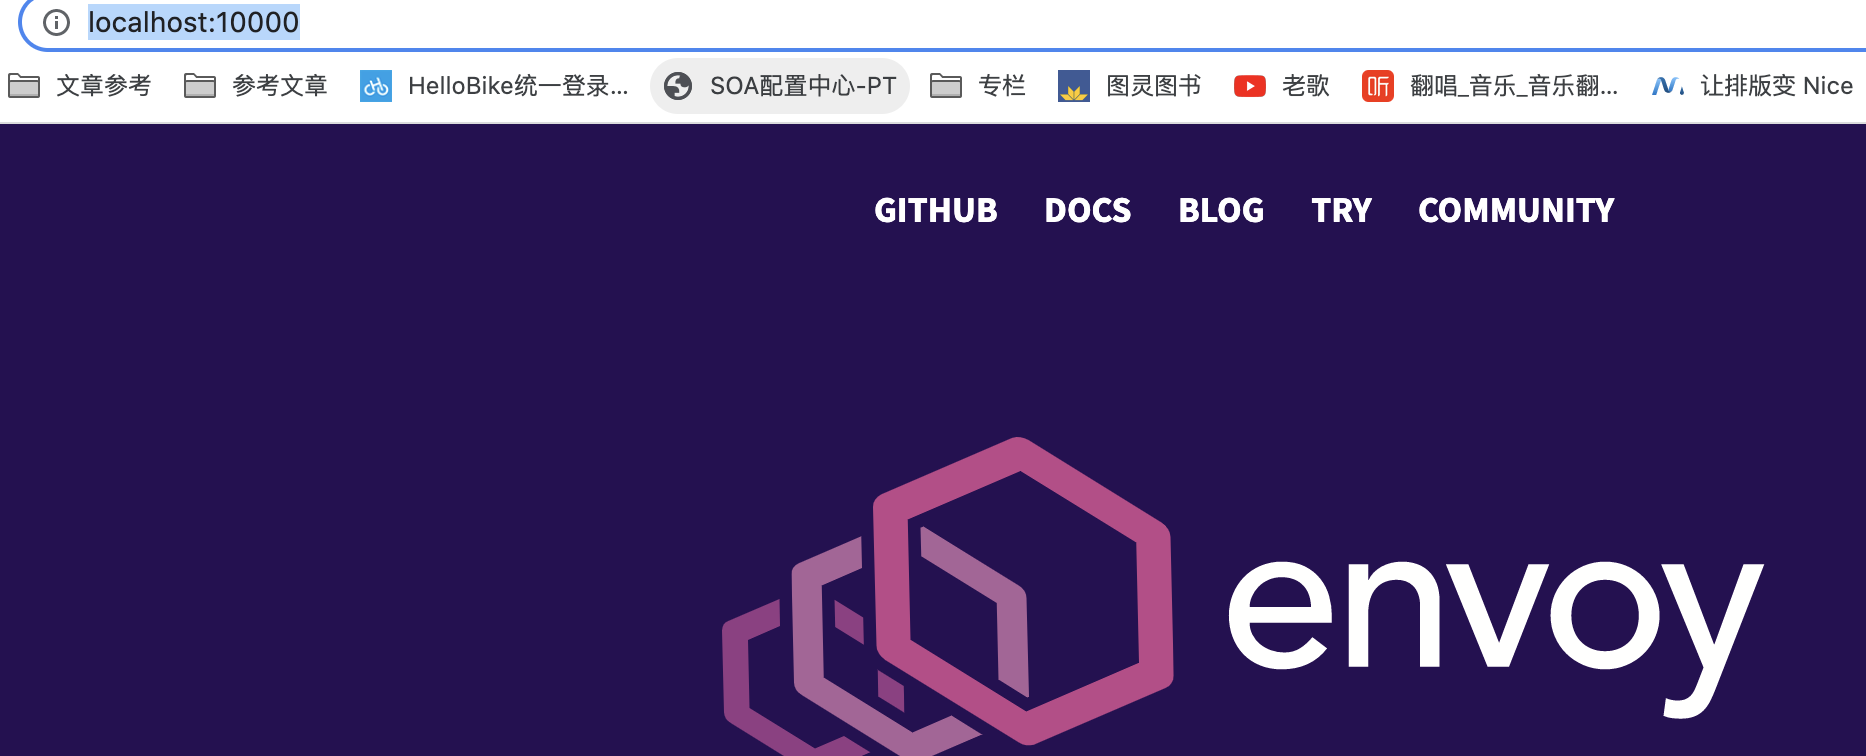 localhost:10000
文章参考 参考文章 HelloBike统一登录... SOA配置中心-PT 专栏 图灵图书 老歌 听 翻唱_音乐_音乐翻... 让排版变 Nice
GITHUB DOCS BLOG TRY COMMUNITY
envoy